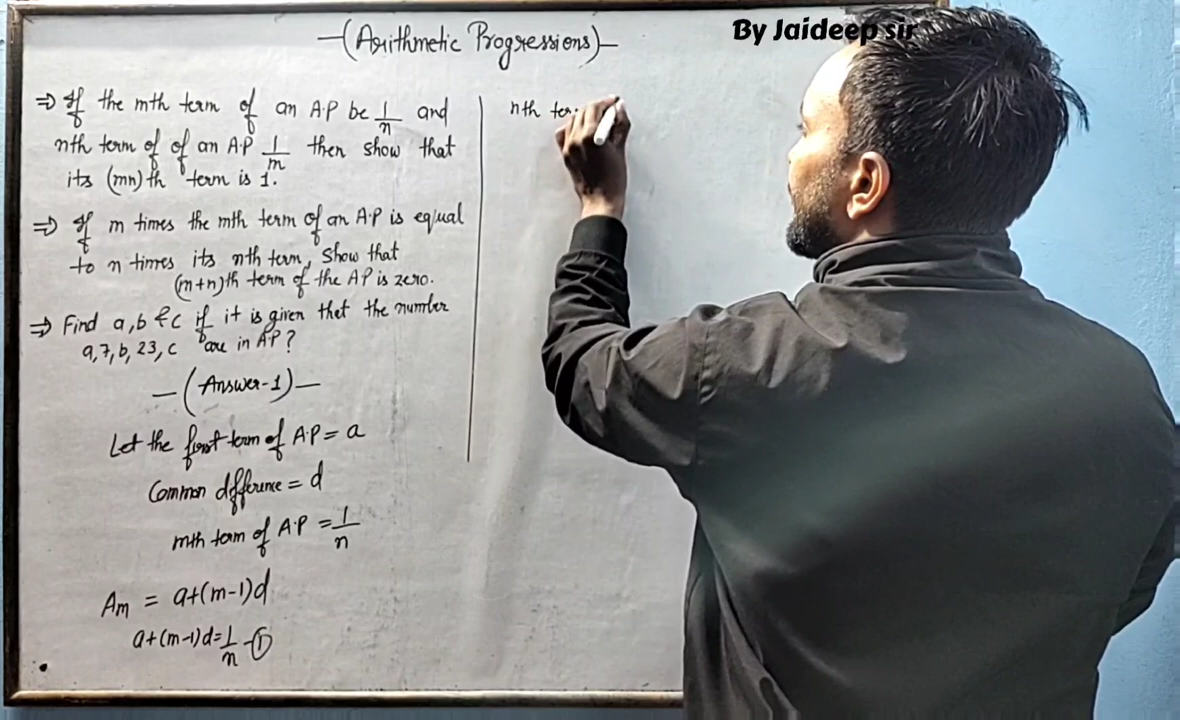 By Jaideep sir
(Arithmetic Progressions)
⇒ If the mth term of an A.P be 1/n and
nth term of of an A.P 1/m then show that
its (mn)th term is 1.
⇒ If m times the mth term of an A.P is equal
to n times its nth term, show that
(m+n)th term of the AP is zero.
⇒ Find a,b & c if it is given that the number
a,7,b,23,c are in A.P?
(Answer-1)
Let the first term of A.P = a
Common difference = d
mth term of A.P = 1/n
Am = a+(m-1)d
a+(m-1)d = 1/n -①
nth